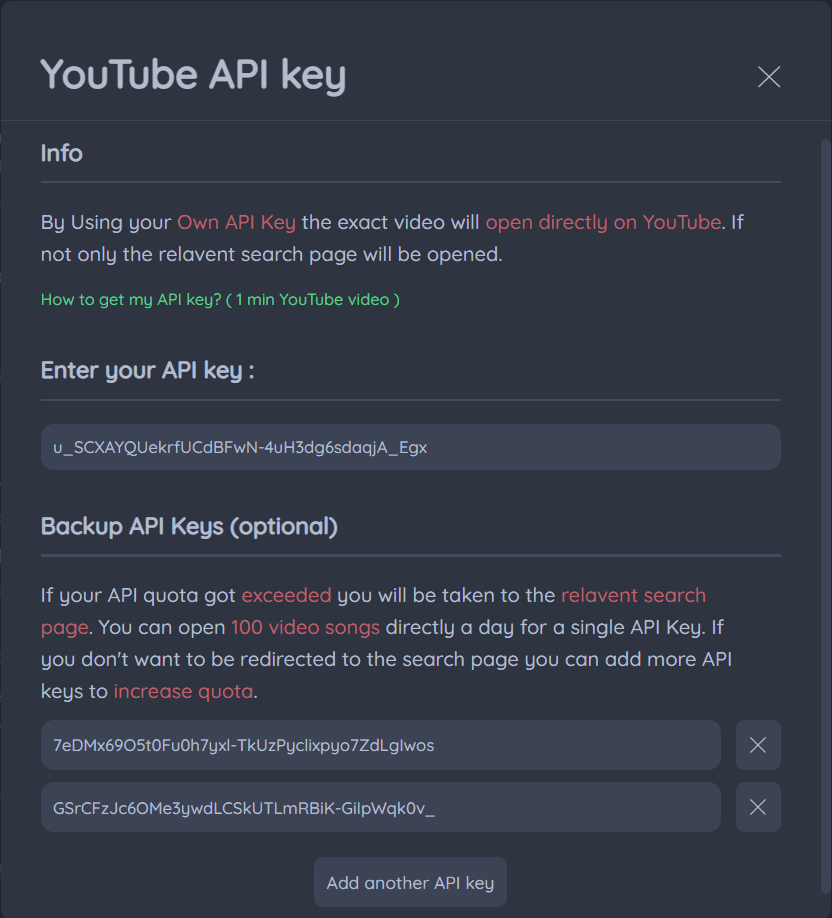 YouTube API key
Info
By Using your Own API Key the exact video will open directly on YouTube. If
not only the relavent search page will be opened.
How to get my API key? ( 1 min YouTube video )
Enter your API key :
u_SCXAYQUekrfUCdBFwN-4uH3dg6sdaqjA_Egx
Backup API Keys (optional)
If your API quota got exceeded you will be taken to the relavent search
page. You can open 100 video songs directly a day for a single API Key. If
you don't want to be redirected to the search page you can add more API
keys to increase quota.
7eDMx69O5t0Fu0h7yxl-TkUzPyclixpyo7ZdLgIwos
GSrCFzJc6OMe3ywdLCSkUTLmRBiK-GilpWqk0v_
Add another API key